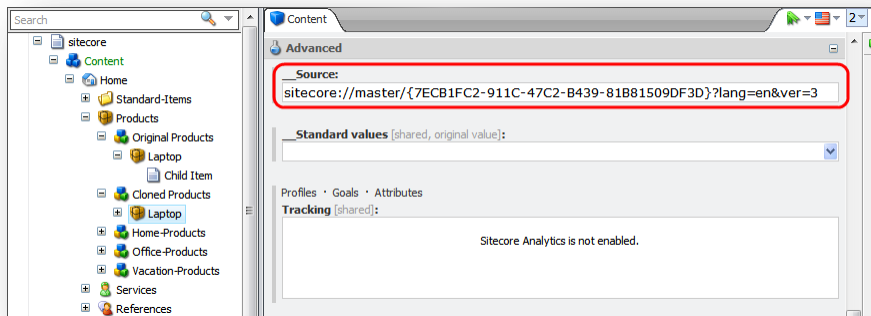 Search
sitecore
Content
Home
Standard-Items
Products
Original Products
Laptop
Child Item
Cloned Products
Laptop
Home-Products
Office-Products
Vacation-Products
Services
References
Content
2
Advanced
__Source:
sitecore://master/{7ECB1FC2-911C-47C2-B439-81B81509DF3D}?lang=en&ver=3
__Standard values [shared, original value]:
Profiles · Goals · Attributes
Tracking [shared]:
Sitecore Analytics is not enabled.